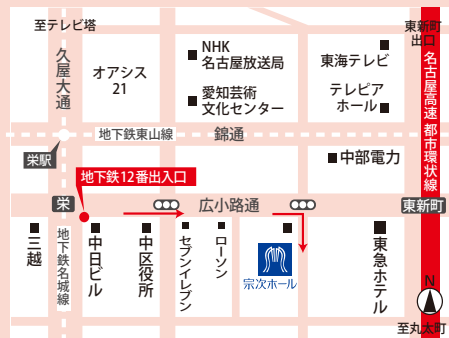 至テレビ塔
東新町
出口
久屋大通
オアシス
21
NHK
名古屋放送局
愛知芸術
文化センター
東海テレビ
テレピア
ホール
名古屋高速 都市環状線
地下鉄東山線
錦通
栄駅
中部電力
地下鉄12番出入口
栄
広小路通
東新町
三越
地下鉄名城線
中日ビル
中区役所
セブンイレブン
ローソン
宗次ホール
東急ホテル
N
至丸太町